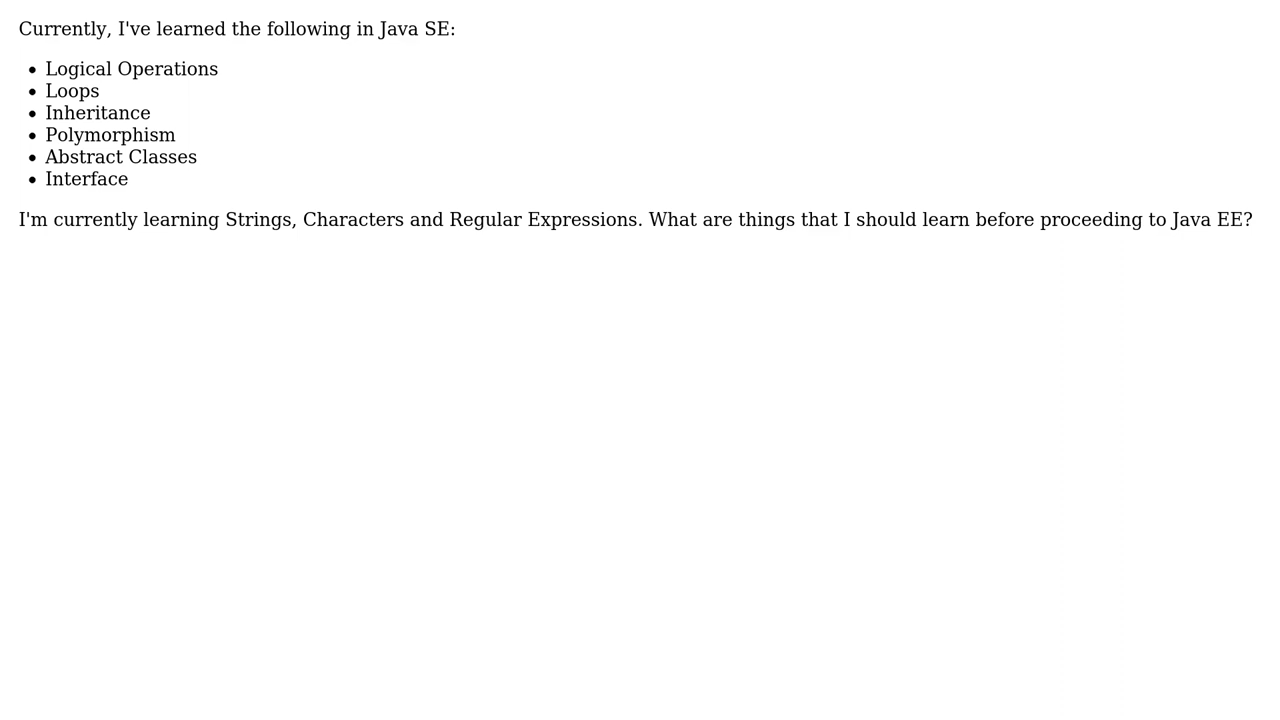 Currently, I've learned the following in Java SE:
• Logical Operations
• Loops
• Inheritance
• Polymorphism
• Abstract Classes
• Interface
I'm currently learning Strings, Characters and Regular Expressions. What are things that I should learn before proceeding to Java EE?